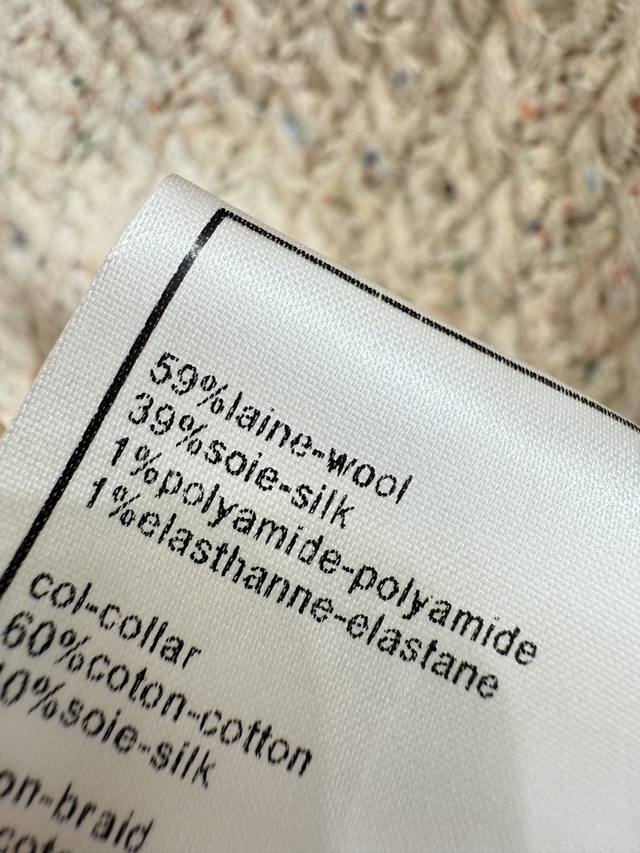 59%laine-wool
39%soie-silk
1%polyamide-polyamide
1%elasthanne-elastane
col-collar
60%coton-cotton
0%soie-silk
on-braid